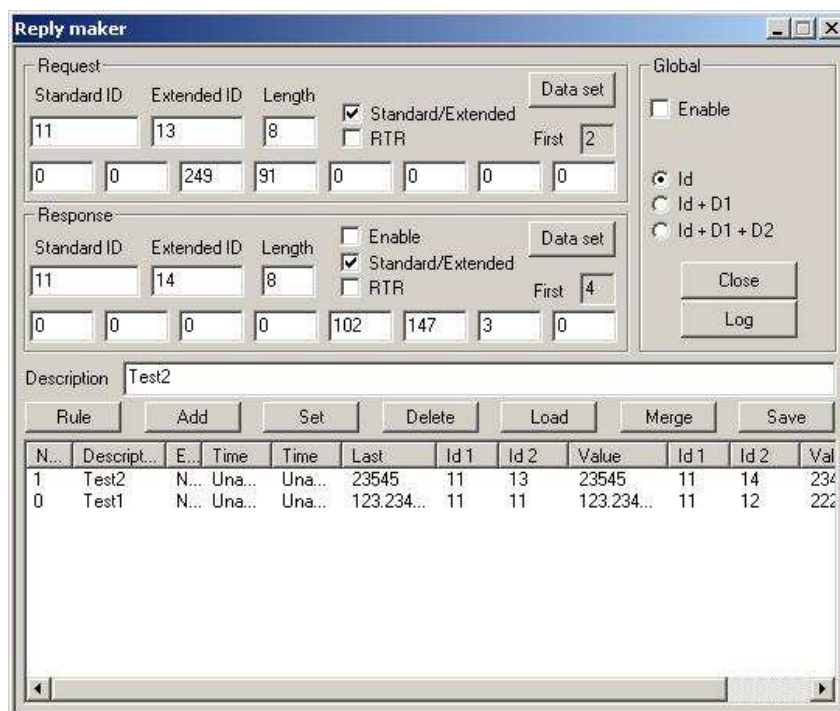 Reply maker
Request
Standard ID Extended ID Length
11 13 8
Standard/Extended
RTR
Data set
First 2
0 0 249 91 0 0 0 0
Response
Standard ID Extended ID Length
11 14 8
Enable
Standard/Extended
RTR
Data set
First 4
0 0 0 0 102 147 3 0
Global
Enable
Id
Id + D1
Id + D1 + D2
Close
Log
Description Test2
Rule Add Set Delete Load Merge Save
N... Descript... E... Time Time Last Id 1 Id 2 Value Id 1 Id 2 Val
1 Test2 N... Una... Una... 23545 11 13 23545 11 14 234
0 Test1 N... Una... Una... 123.234... 11 11 123.234... 11 12 222